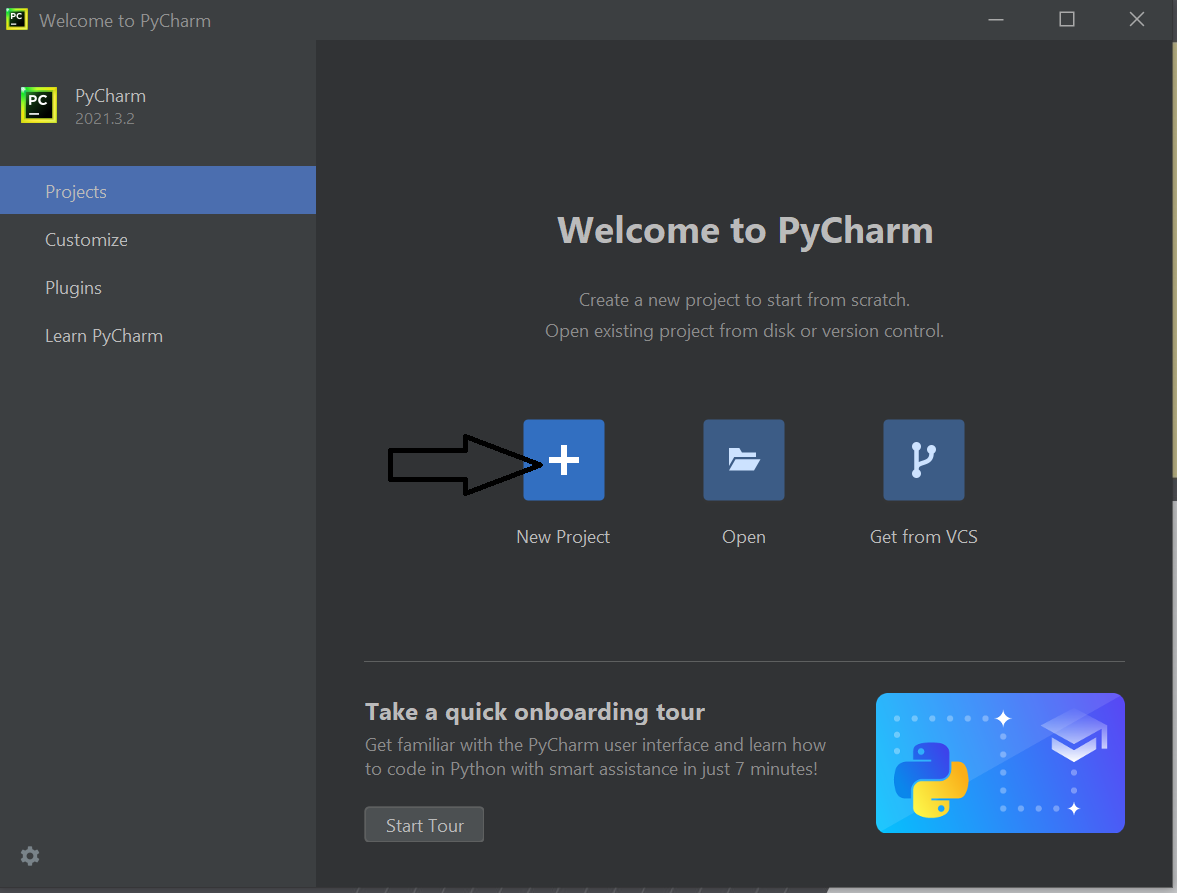 PC
Welcome to PyCharm
PC
PyCharm
2021.3.2
Projects
Customize
Plugins
Learn PyCharm
Welcome to PyCharm
Create a new project to start from scratch.
Open existing project from disk or version control.
New Project
Open
Get from VCS
Take a quick onboarding tour
Get familiar with the PyCharm user interface and learn how
to code in Python with smart assistance in just 7 minutes!
Start Tour